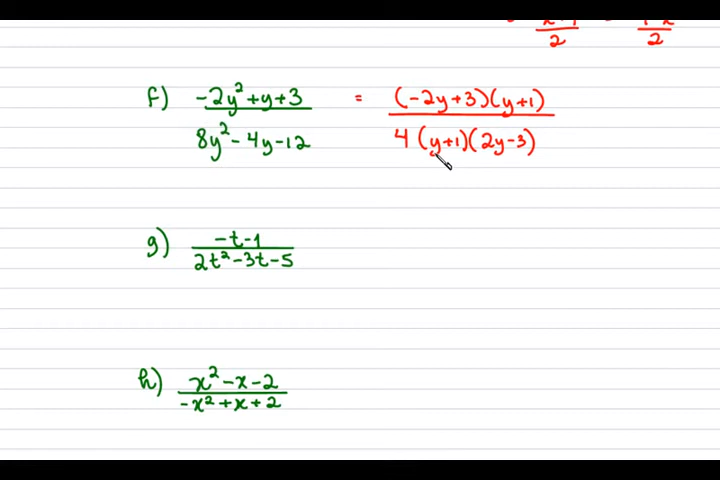 f) -2y²+y+3 / 8y²-4y-12 = (-2y+3)(y+1) / 4(y+1)(2y-3)
g) -t-1 / 2t²-3t-5
h) x²-x-2 / -x²+x+2